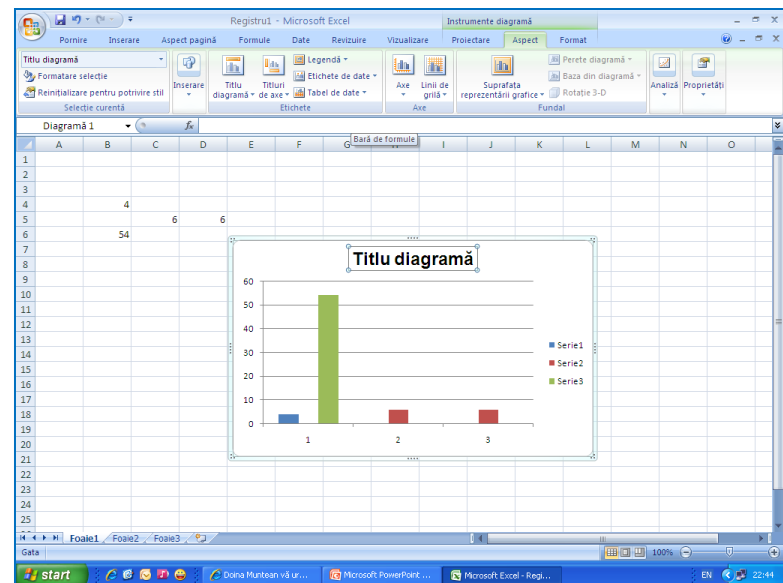 Registru1 - Microsoft Excel
Instrumente diagramă
Pornire Inserare Aspect pagină Formule Date Revizuire Vizualizare Proiectare Aspect Format
Titlu diagramă
Formatare selecție
Reinițializare pentru potrivire stil
Selecție curentă
Inserare
Titlu diagramă
Titluri de axe
Legendă
Etichete de date
Tabel de date
Etichete
Axe
Linii de grilă
Axe
Suprafata reprezentării grafice
Perete diagramă
Baza din diagramă
Rotație 3-D
Fundal
Analiză
Proprietăți
Diagramă 1
fx
Bară de formule
A B C D E F G H I J K L M N O
1
2
3
4 4
5 6 6
6 54
7
8
9
10
11
12
13
14
15
16
17
18
19
20
21
22
23
24
25
Titlu diagramă
60
50
40
30
20
10
0
1 2 3
Serie1
Serie2
Serie3
Foaie1 Foaie2 Foaie3
Gata
100%
start
Doina Muntean vă ur...
Microsoft PowerPoint ...
Microsoft Excel - Regi...
EN
22:44